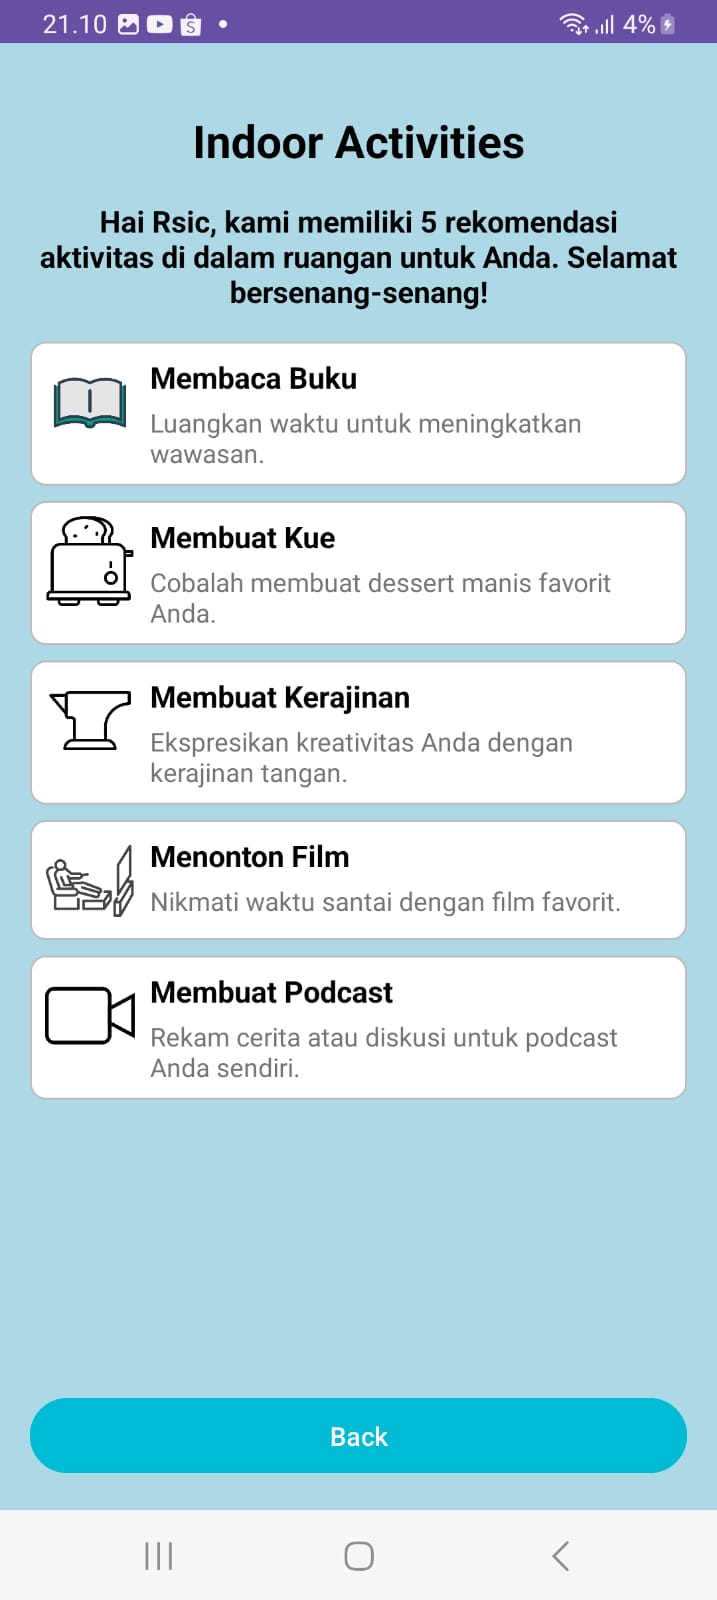 21.10
4%
Indoor Activities
Hai Rsic, kami memiliki 5 rekomendasi
aktivitas di dalam ruangan untuk Anda. Selamat
bersenang-senang!
Membaca Buku
Luangkan waktu untuk meningkatkan
wawasan.
Membuat Kue
Cobalah membuat dessert manis favorit
Anda.
Membuat Kerajinan
Ekspresikan kreativitas Anda dengan
kerajinan tangan.
Menonton Film
Nikmati waktu santai dengan film favorit.
Membuat Podcast
Rekam cerita atau diskusi untuk podcast
Anda sendiri.
Back